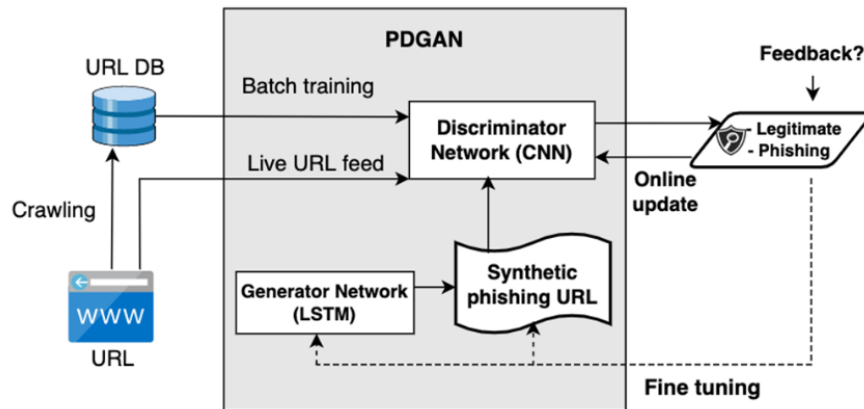 PDGAN
URL DB
Batch training
Feedback?
Discriminator
Network (CNN)
- Legitimate
- Phishing
Live URL feed
Online
update
Crawling
Generator Network
(LSTM)
Synthetic
phishing URL
WWW
URL
Fine tuning